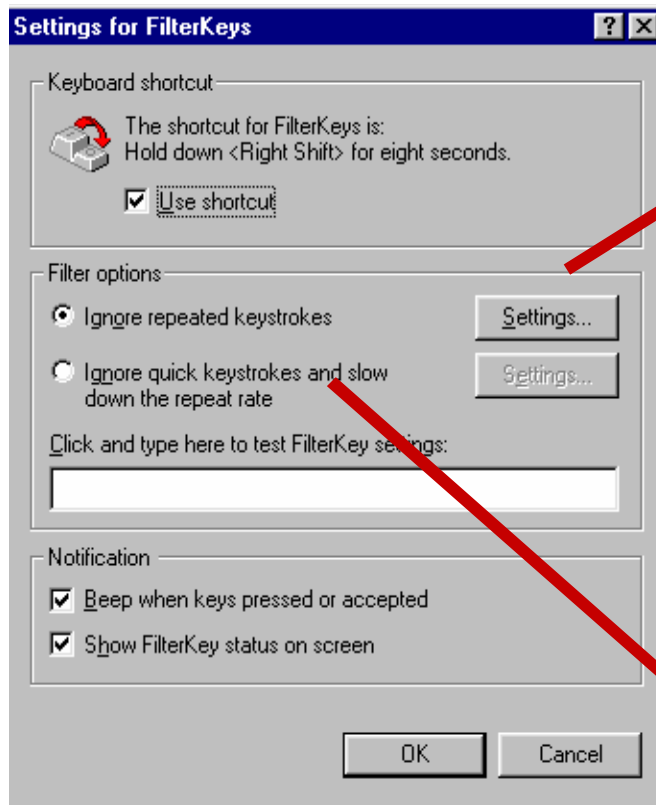 Settings for FilterKeys
Keyboard shortcut
The shortcut for FilterKeys is:
Hold down <Right Shift> for eight seconds.
Use shortcut
Filter options
Ignore repeated keystrokes
Settings...
Ignore quick keystrokes and slow
down the repeat rate
Settings...
Click and type here to test FilterKey settings:
Notification
Beep when keys pressed or accepted
Show FilterKey status on screen
OK
Cancel